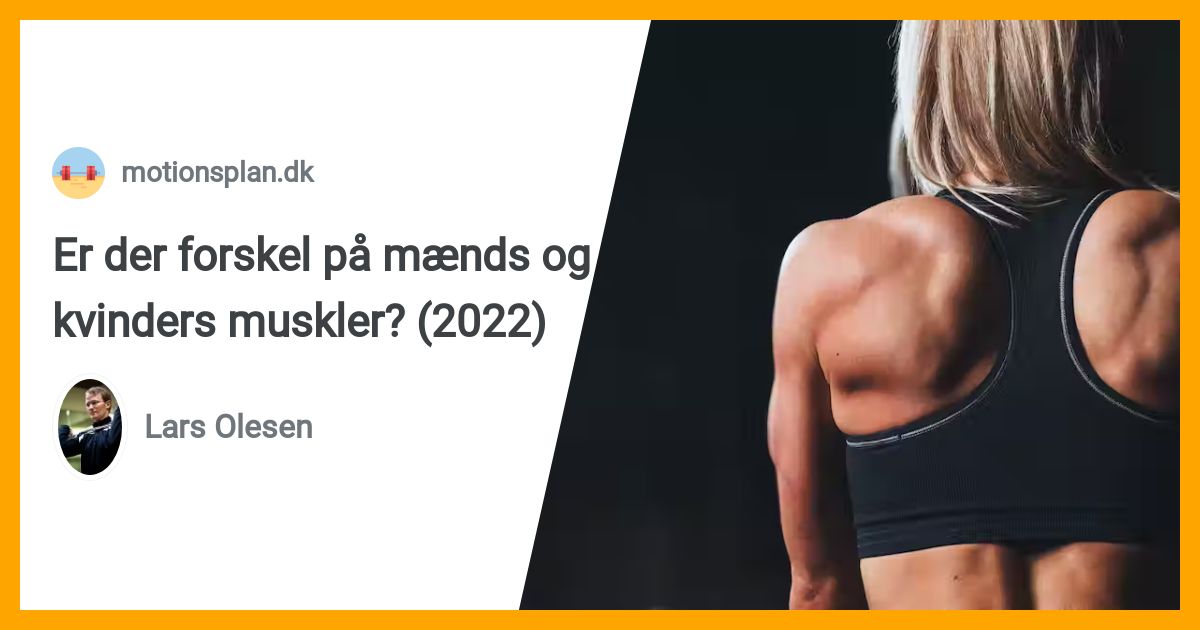 motionsplan.dk
Er der forskel på mænds og
kvinders muskler? (2022)
Lars Olesen